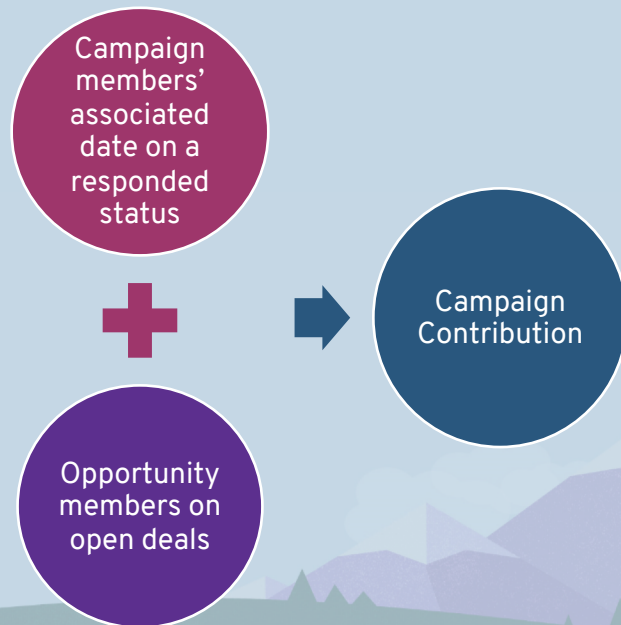 Campaign
members’
associated
date on a
responded
status
Opportunity
members on
open deals
Campaign
Contribution